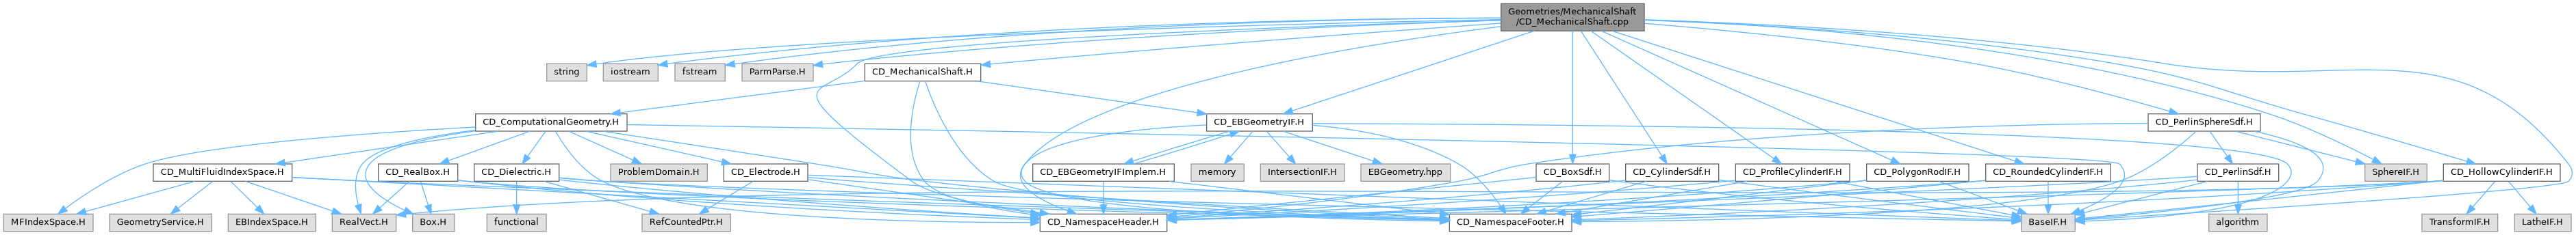 Geometries/MechanicalShaft
/CD_MechanicalShaft.cpp
string
iostream
fstream
ParmParse.H
CD_MechanicalShaft.H
CD_ComputationalGeometry.H
CD_EBGeometryIF.H
CD_PerlinSphereSdf.H
CD_MultiFluidIndexSpace.H
CD_RealBox.H
CD_Dielectric.H
ProblemDomain.H
CD_Electrode.H
CD_EBGeometryIFImplem.H
memory
IntersectionIF.H
EBGeometry.hpp
CD_BoxSdf.H
CD_CylinderSdf.H
CD_ProfileCylinderIF.H
CD_PolygonRodIF.H
CD_RoundedCylinderIF.H
CD_PerlinSdf.H
SphereIF.H
CD_HollowCylinderIF.H
MFIndexSpace.H
GeometryService.H
EBIndexSpace.H
RealVect.H
Box.H
functional
RefCountedPtr.H
CD_NamespaceHeader.H
CD_NamespaceFooter.H
BaseIF.H
algorithm
TransformIF.H
LatheIF.H